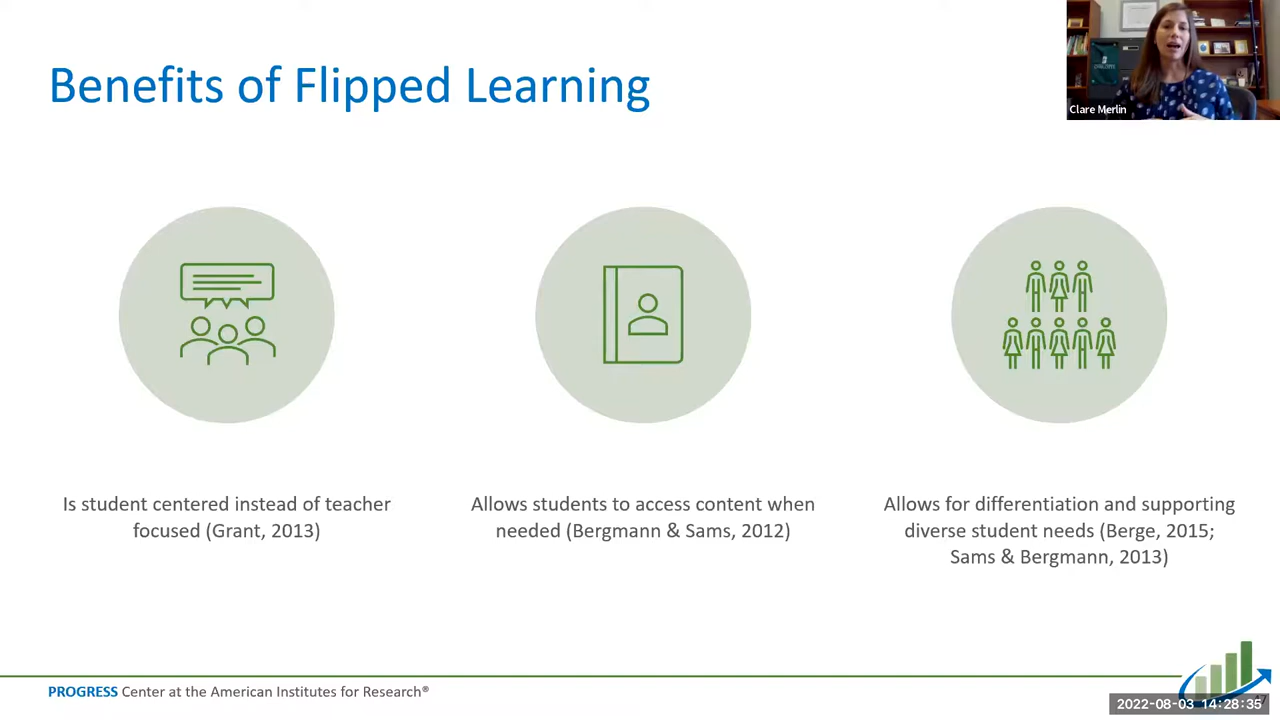 Benefits of Flipped Learning
Clare Merlin
Is student centered instead of teacher
focused (Grant, 2013)
Allows students to access content when
needed (Bergmann & Sams, 2012)
Allows for differentiation and supporting
diverse student needs (Berge, 2015;
Sams & Bergmann, 2013)
PROGRESS Center at the American Institutes for Research®
2022-08-03 14:28:35